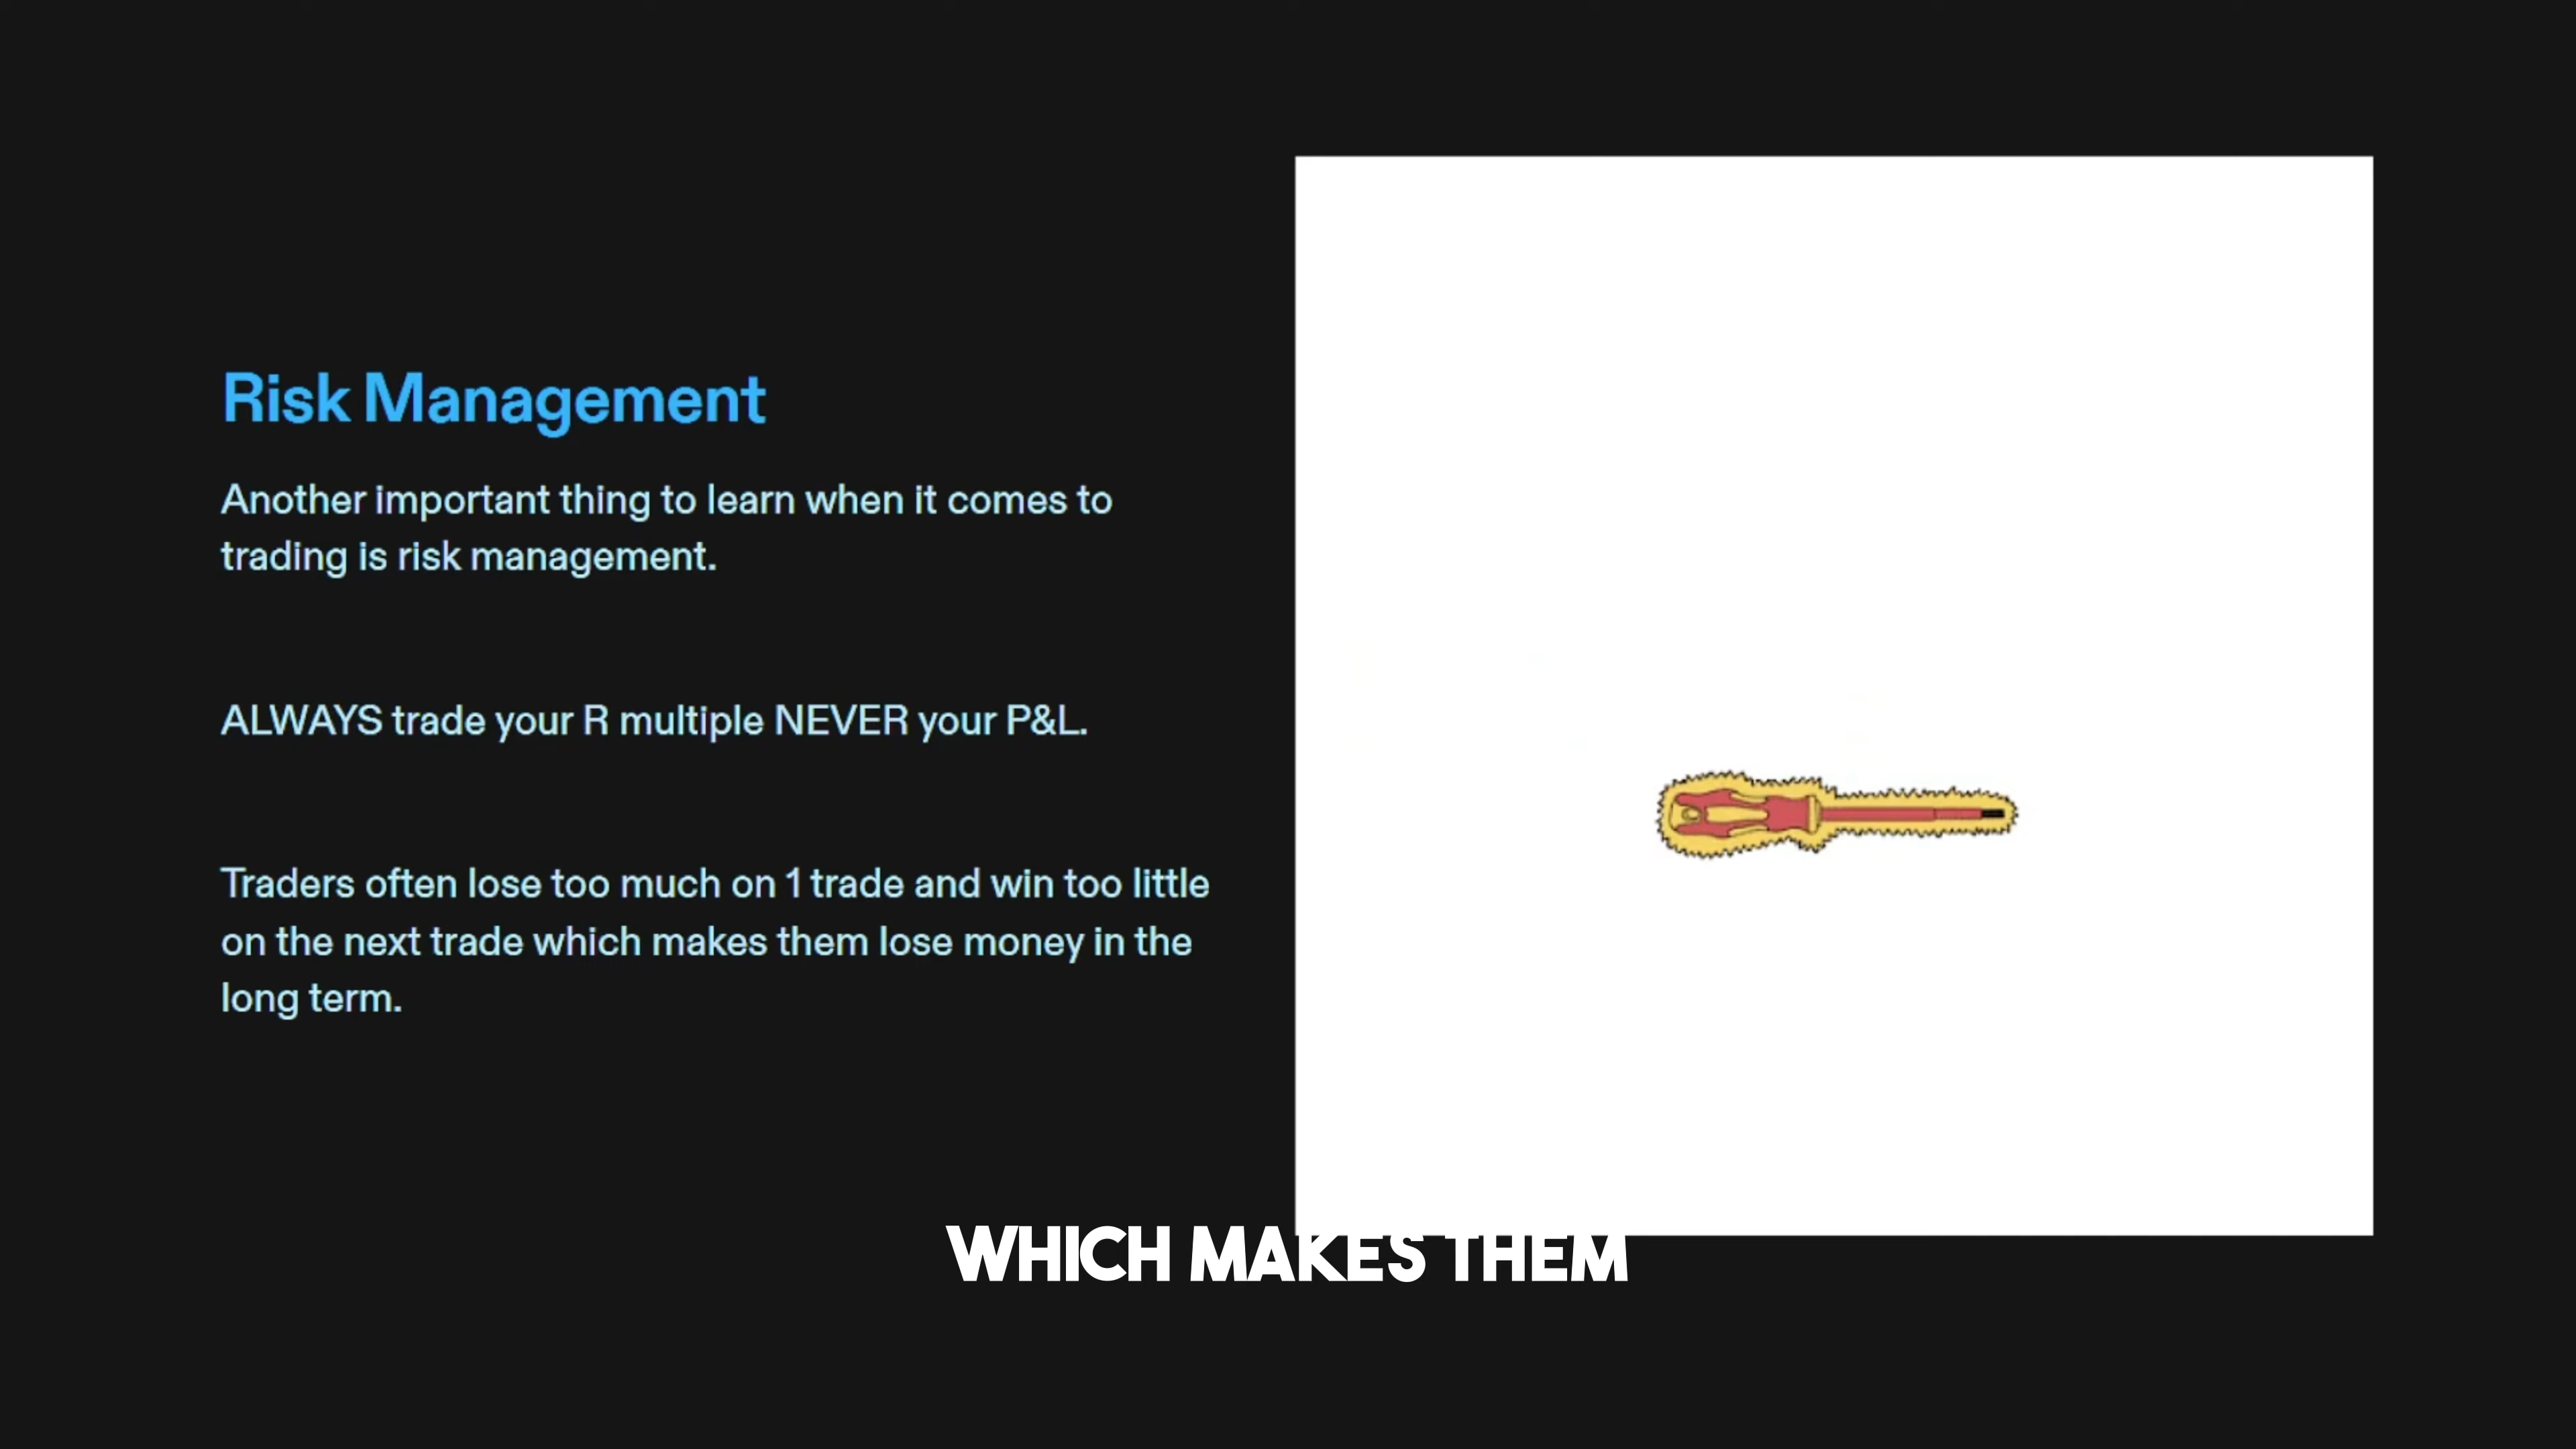 Risk Management
Another important thing to learn when it comes to
trading is risk management.
ALWAYS trade your R multiple NEVER your P&L.
Traders often lose too much on 1 trade and win too little
on the next trade which makes them lose money in the
long term.
WHICH MAKES THEM